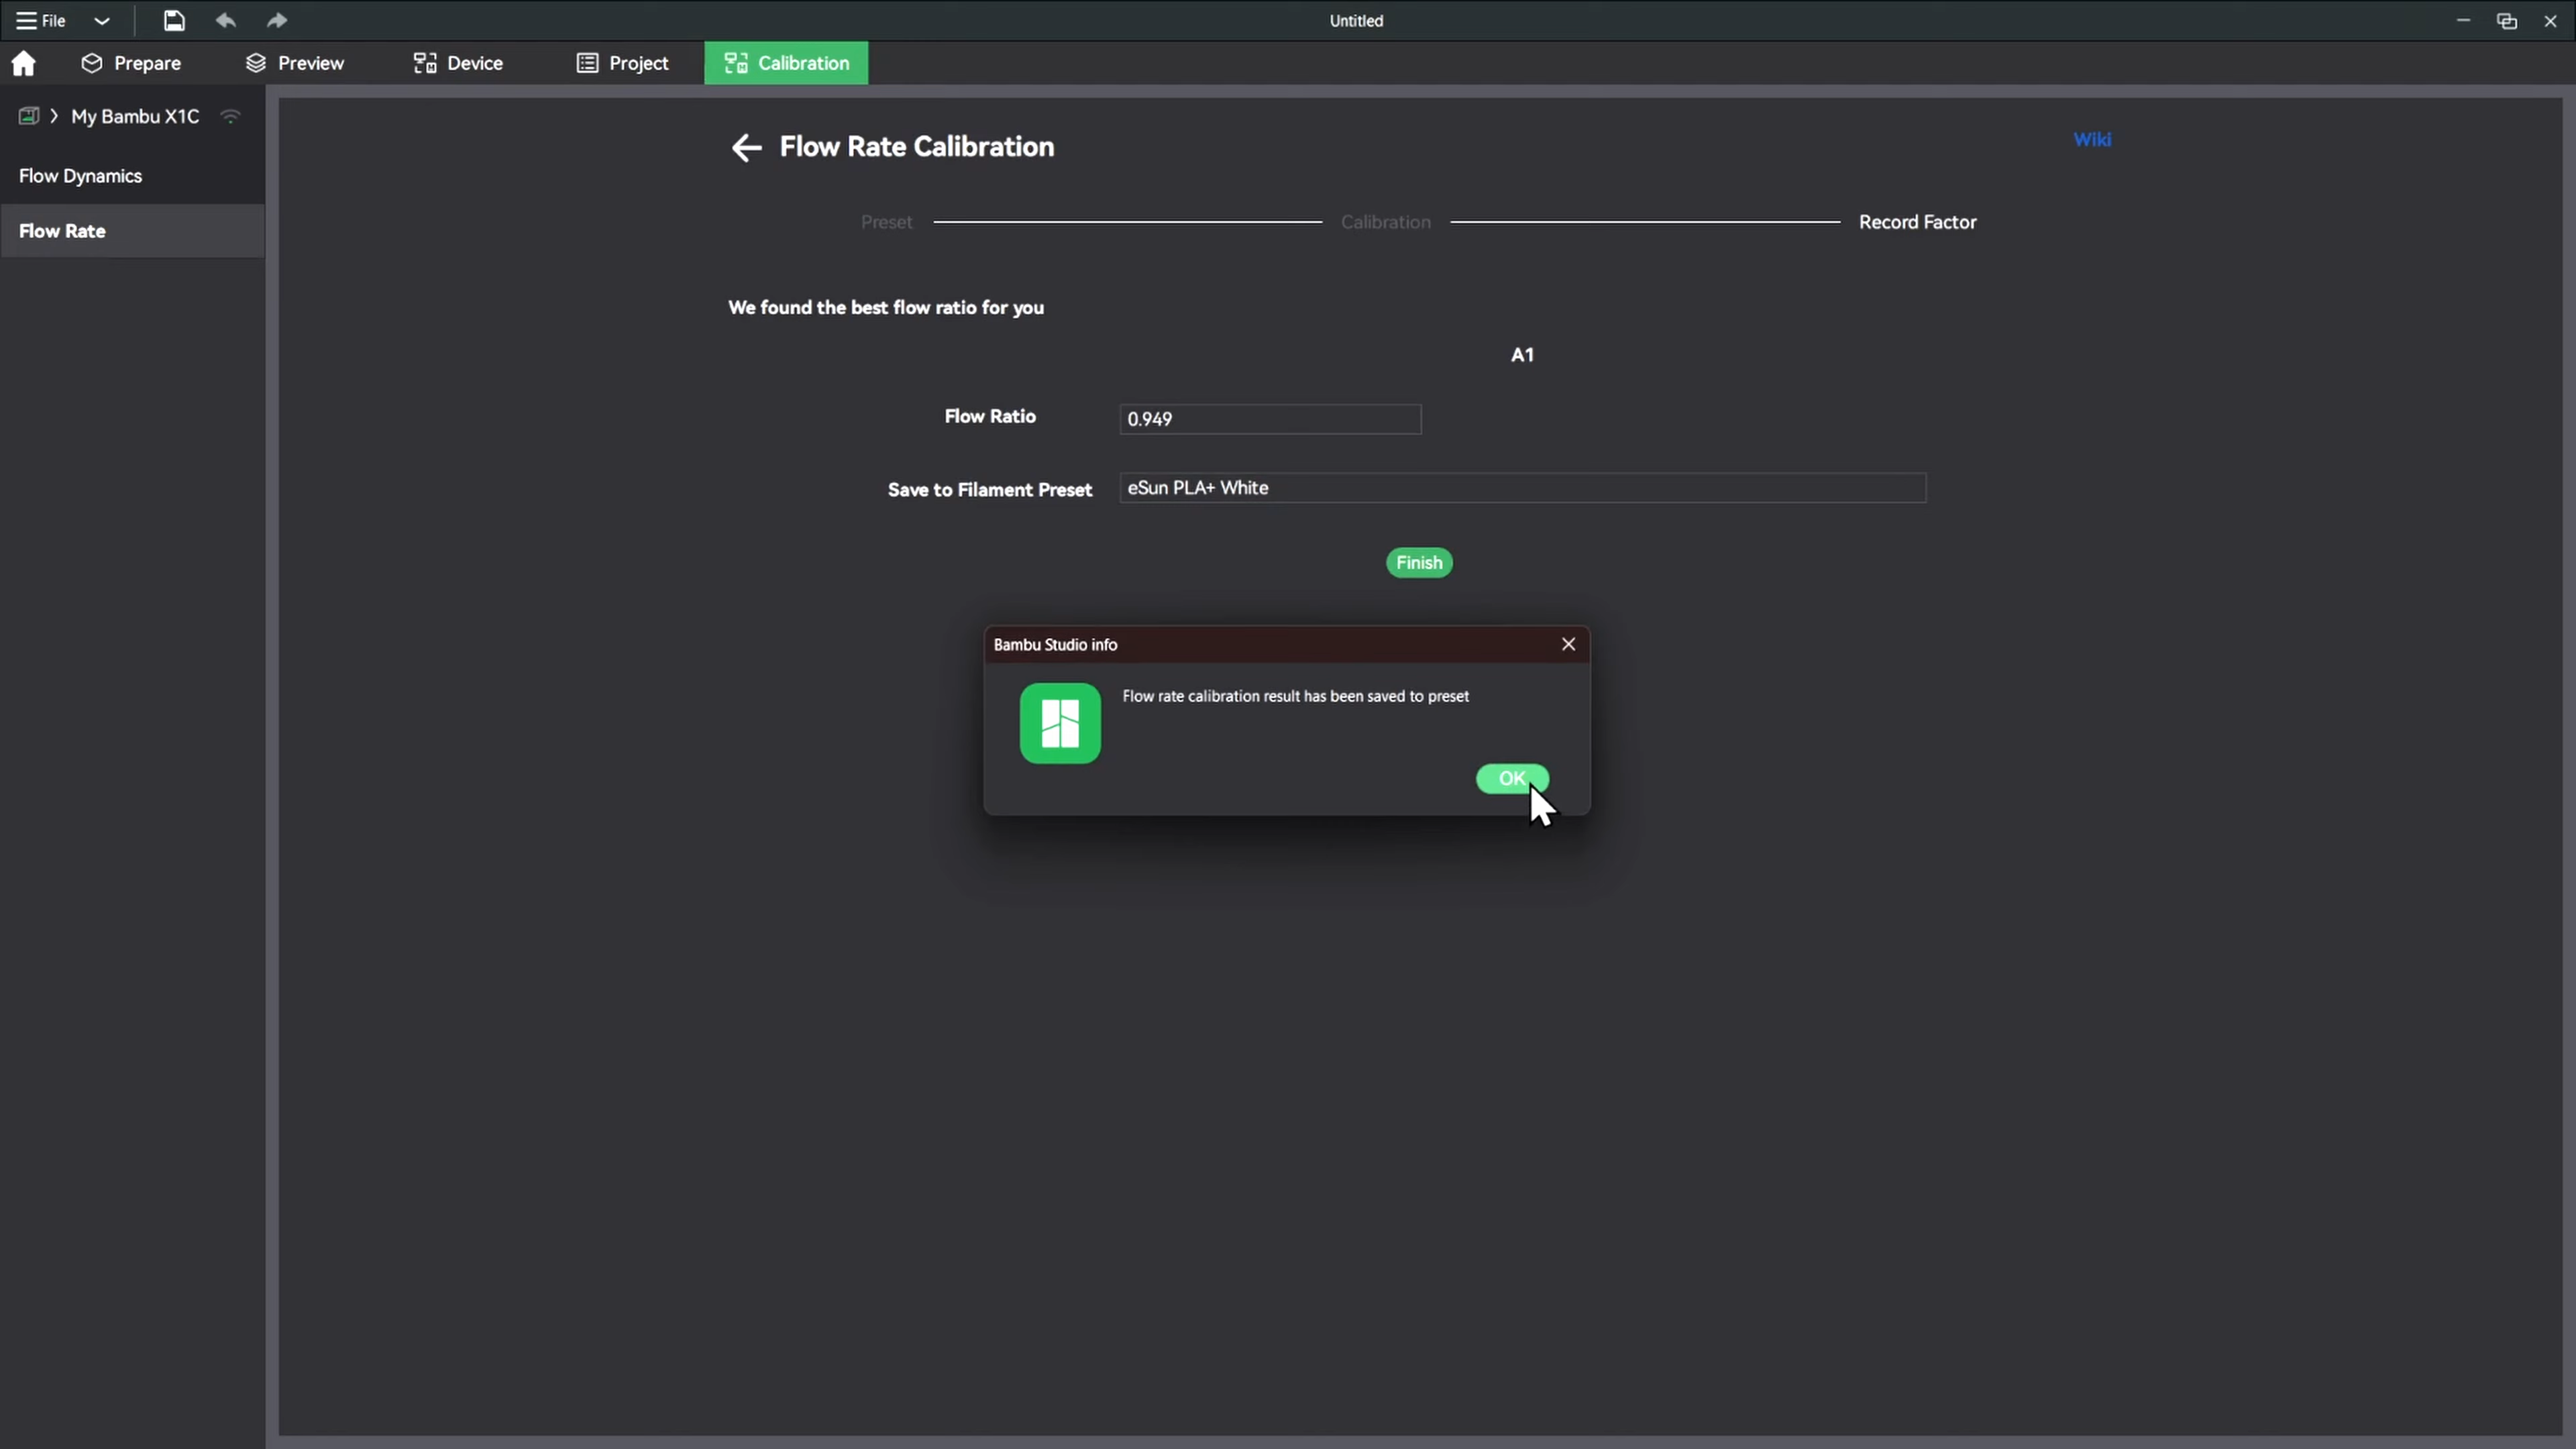 File
Untitled
Prepare
Preview
Device
Project
Calibration
My Bambu X1C
Flow Dynamics
Flow Rate
Flow Rate Calibration
Wiki
Preset
Calibration
Record Factor
We found the best flow ratio for you
A1
Flow Ratio
0.949
Save to Filament Preset
eSun PLA+ White
Finish
Bambu Studio info
Flow rate calibration result has been saved to preset
OK